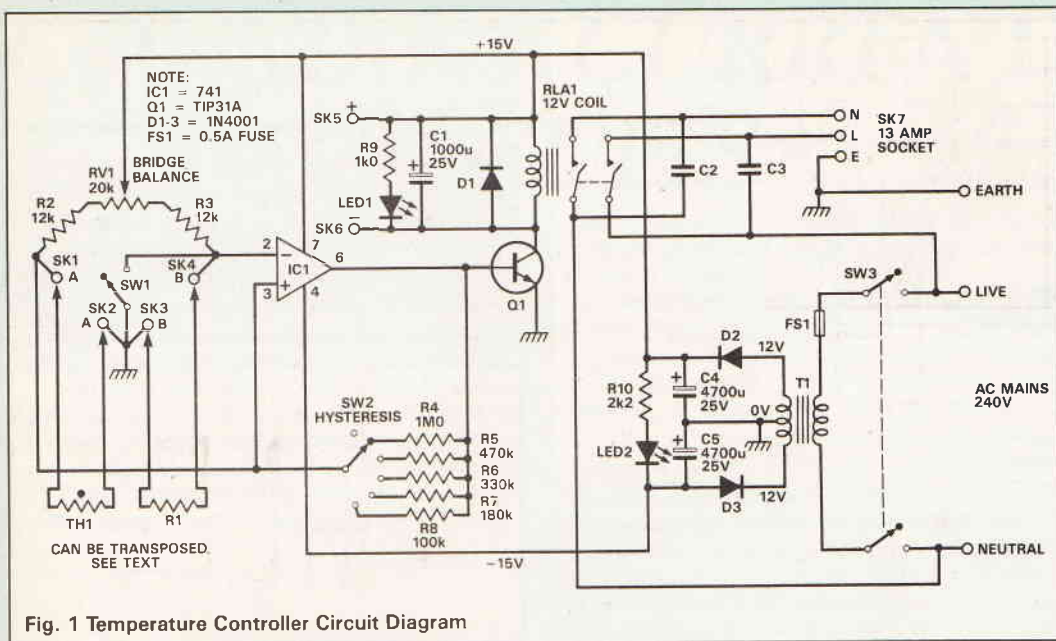 +15V
NOTE:
IC1 = 741
Q1 = TIP31A
D1-3 = 1N4001
FS1 = 0.5A FUSE
BRIDGE
BALANCE
RV1
20k
R2
12k
R3
12k
SK1
A
SW1
SK4
B
SK2
A
SK3
B
2
3
7
4
6
IC1
−
+
SK5
+
R9
1k0
C1
1000u
25V
+
D1
LED1
SK6
−
RLA1
12V COIL
Q1
C2
C3
N
L
E
SK7
13 AMP
SOCKET
EARTH
SW3
LIVE
FS1
D2
12V
T1
0V
D3
12V
R10
2k2
+
C4
4700u
25V
+
C5
4700u
25V
LED2
AC MAINS
240V
NEUTRAL
SW2
HYSTERESIS
R4
1M0
R5
470k
R6
330k
R7
180k
R8
100k
TH1
R1
CAN BE TRANSPOSED
SEE TEXT
−15V
Fig. 1 Temperature Controller Circuit Diagram